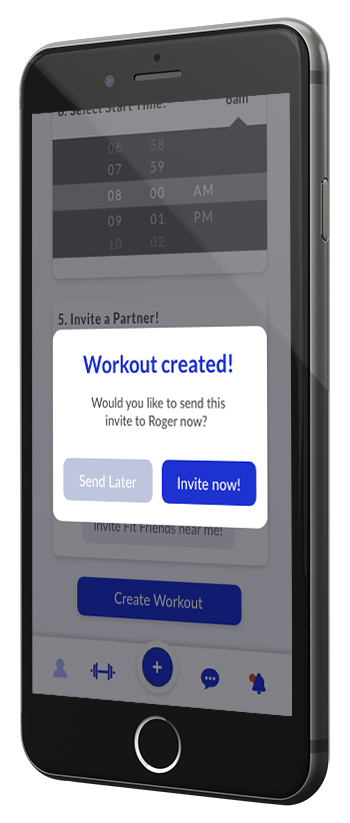 6. Select Start Time:
6am
06 58
07 59
08 00 AM
09 01 PM
10 02
5. Invite a Partner!
Workout created!
Would you like to send this
invite to Roger now?
Send Later
Invite now!
Invite Fit Friends near me!
Create Workout